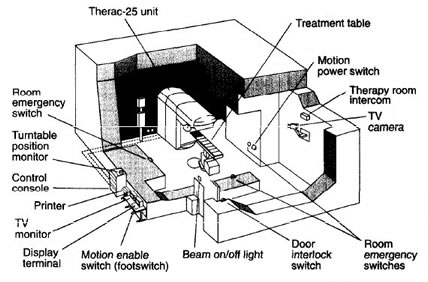 Therac-25 unit
Treatment table
Motion
power switch
Therapy room
intercom
TV
camera
Room
emergency
switch
Turntable
position
monitor
Control
console
Printer
TV
monitor
Display
terminal
Motion enable
switch (footswitch)
Beam on/off light
Door
interlock
switch
Room
emergency
switches